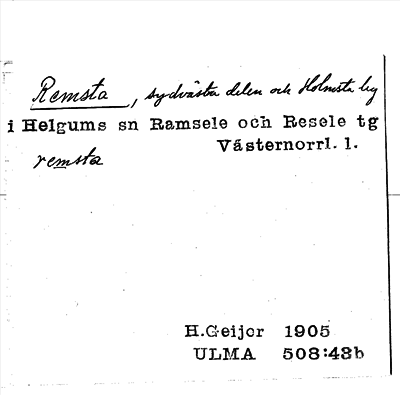 Remsta, sydvästra delen och Holmsta by
i Helgums sn Ramsele och Resele tg
Västernorrl. l.
remsta
H.Geijer 1905
ULMA 508:43b